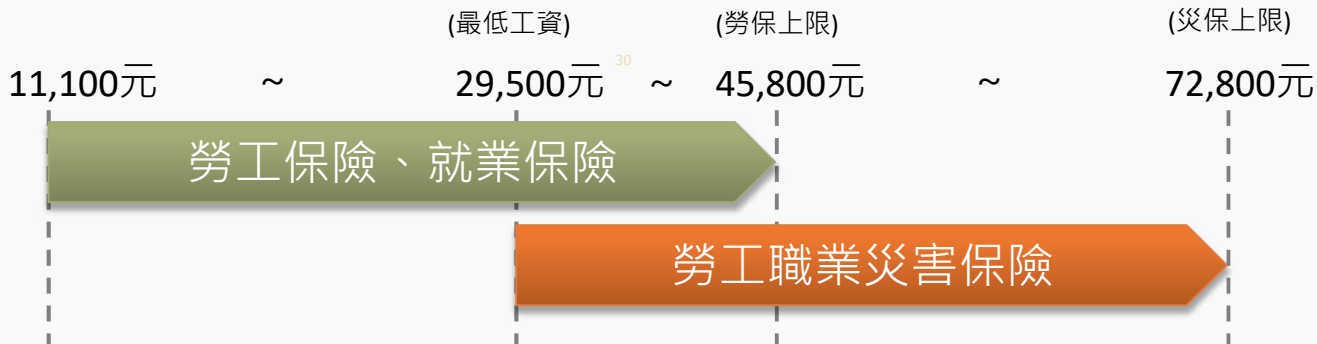 (最低工資) (勞保上限) (災保上限)
30
11,100元 ~ 29,500元 ~ 45,800元 ~ 72,800元
勞工保險、就業保險
勞工職業災害保險